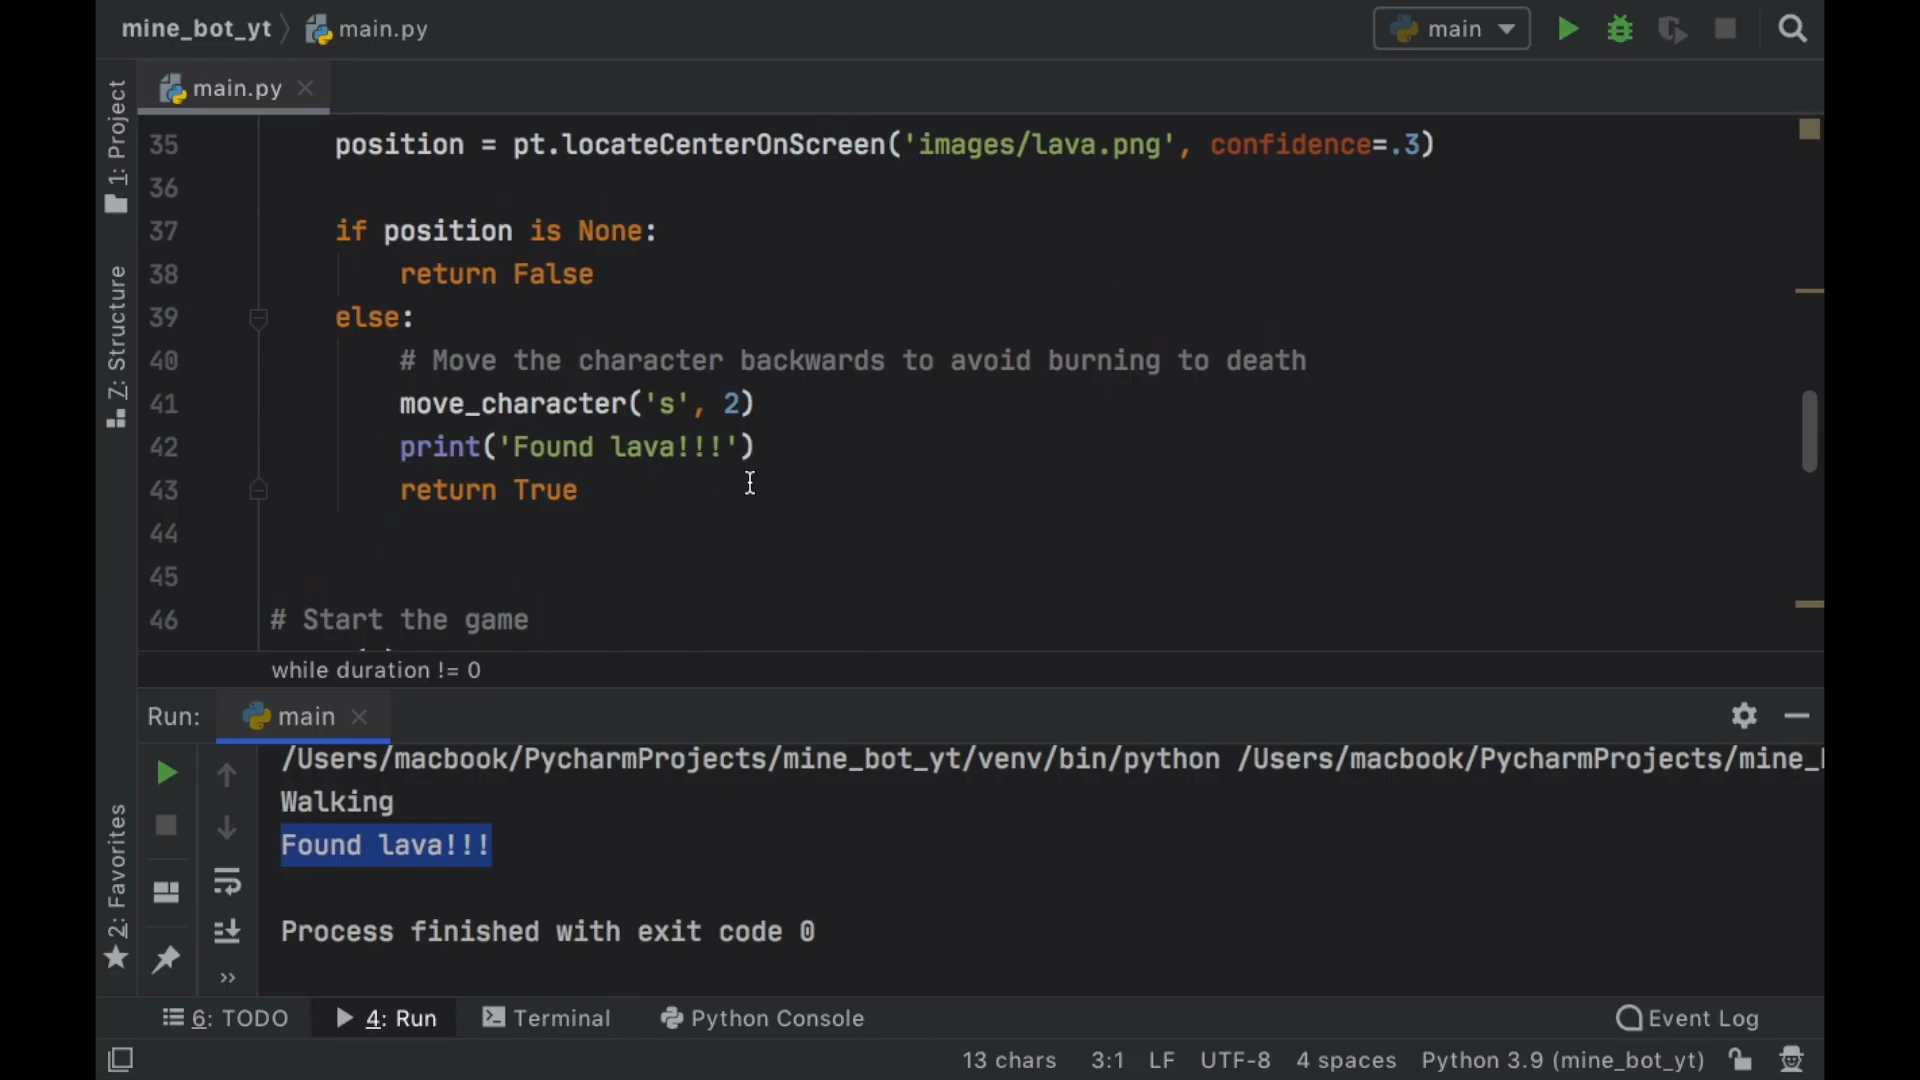 mine_bot_yt
main.py
main
main.py
1: Project
Z: Structure
2: Favorites
35 position = pt.locateCenterOnScreen('images/lava.png', confidence=.3)
36
37 if position is None:
38 return False
39 else:
40 # Move the character backwards to avoid burning to death
41 move_character('s', 2)
42 print('Found lava!!!')
43 return True
44
45
46 # Start the game
while duration != 0
Run: main
/Users/macbook/PycharmProjects/mine_bot_yt/venv/bin/python /Users/macbook/PycharmProjects/mine_
Walking
Found lava!!!
Process finished with exit code 0
6: TODO
4: Run
Terminal
Python Console
Event Log
13 chars 3:1 LF UTF-8 4 spaces Python 3.9 (mine_bot_yt)